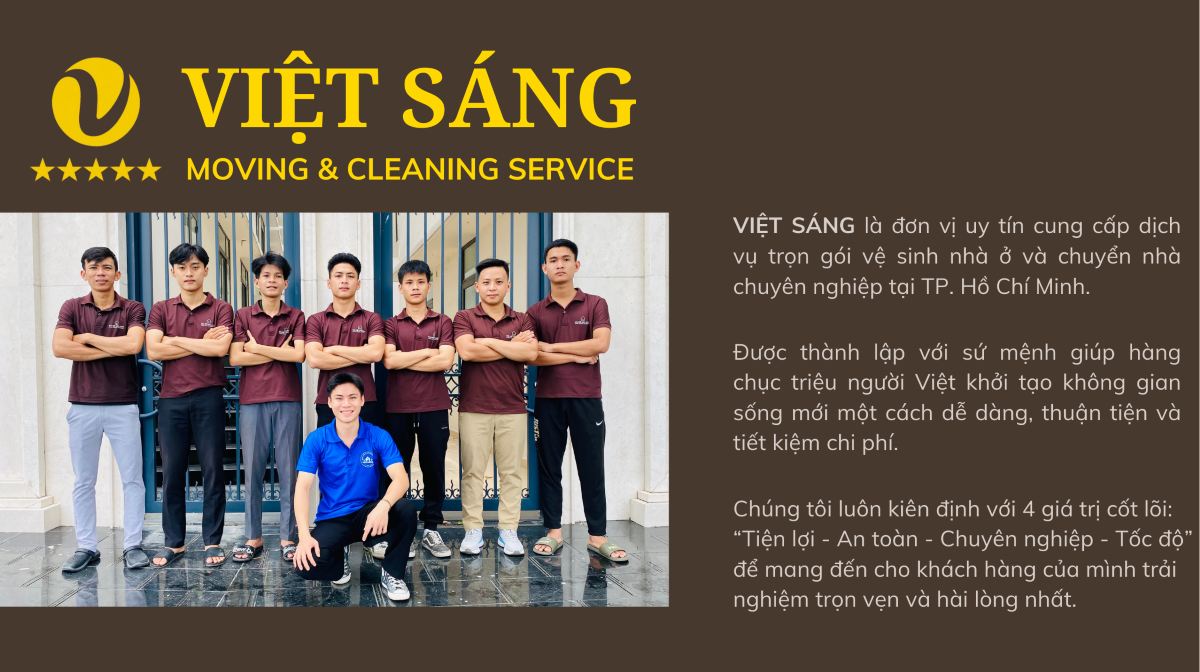 VIỆT SÁNG
MOVING & CLEANING SERVICE
VIỆT SÁNG là đơn vị uy tín cung cấp dịch
vụ trọn gói vệ sinh nhà ở và chuyển nhà
chuyên nghiệp tại TP. Hồ Chí Minh.
Được thành lập với sứ mệnh giúp hàng
chục triệu người Việt khởi tạo không gian
sống mới một cách dễ dàng, thuận tiện và
tiết kiệm chi phí.
Chúng tôi luôn kiên định với 4 giá trị cốt lõi:
“Tiện lợi - An toàn - Chuyên nghiệp - Tốc độ”
để mang đến cho khách hàng của mình trải
nghiệm trọn vẹn và hài lòng nhất.